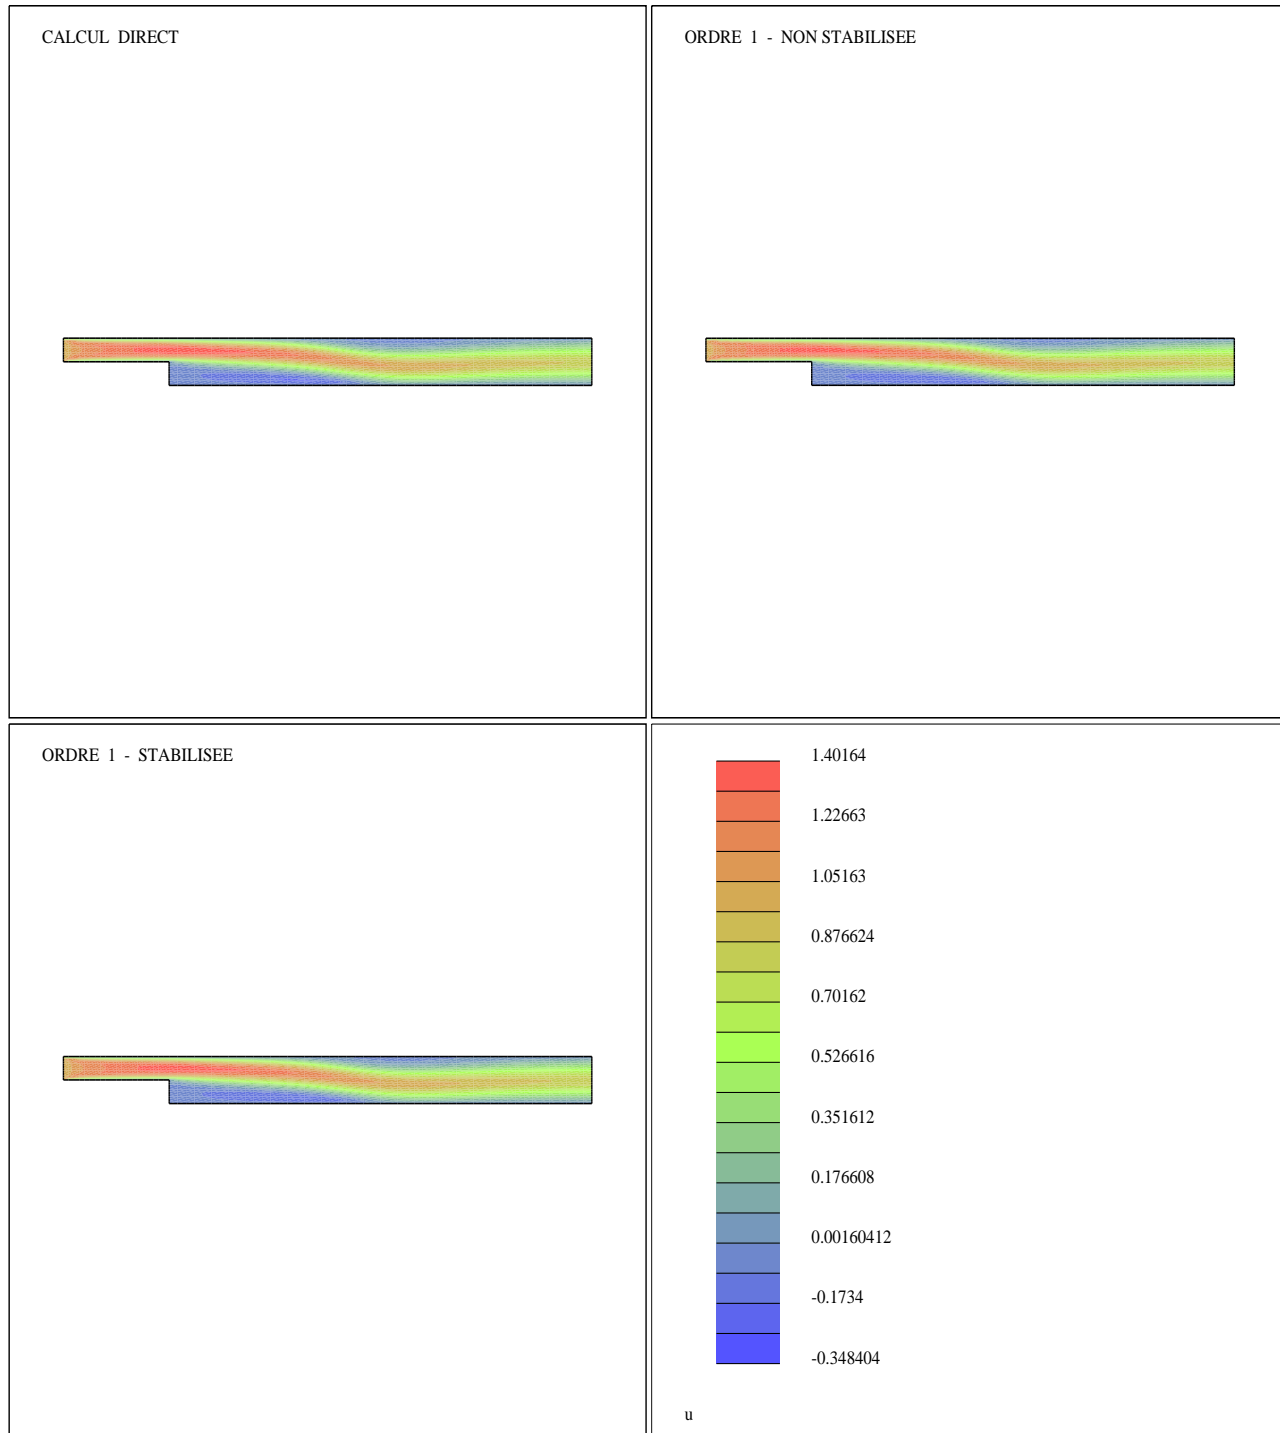 CALCUL DIRECT
ORDRE 1 - NON STABILISEE
ORDRE 1 - STABILISEE
1.40164
1.22663
1.05163
0.876624
0.70162
0.526616
0.351612
0.176608
0.00160412
-0.1734
-0.348404
u